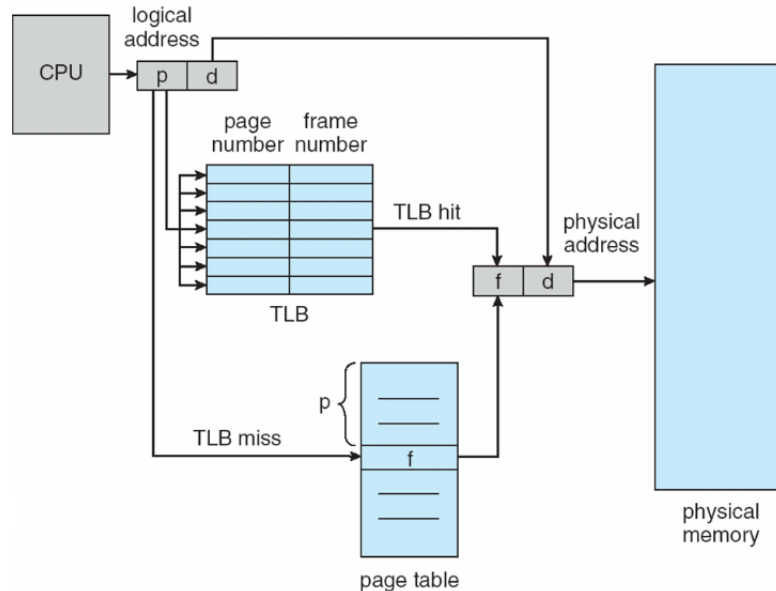 logical
address
CPU
p
d
page
number
frame
number
TLB hit
physical
address
f
d
TLB
p
TLB miss
f
physical
memory
page table